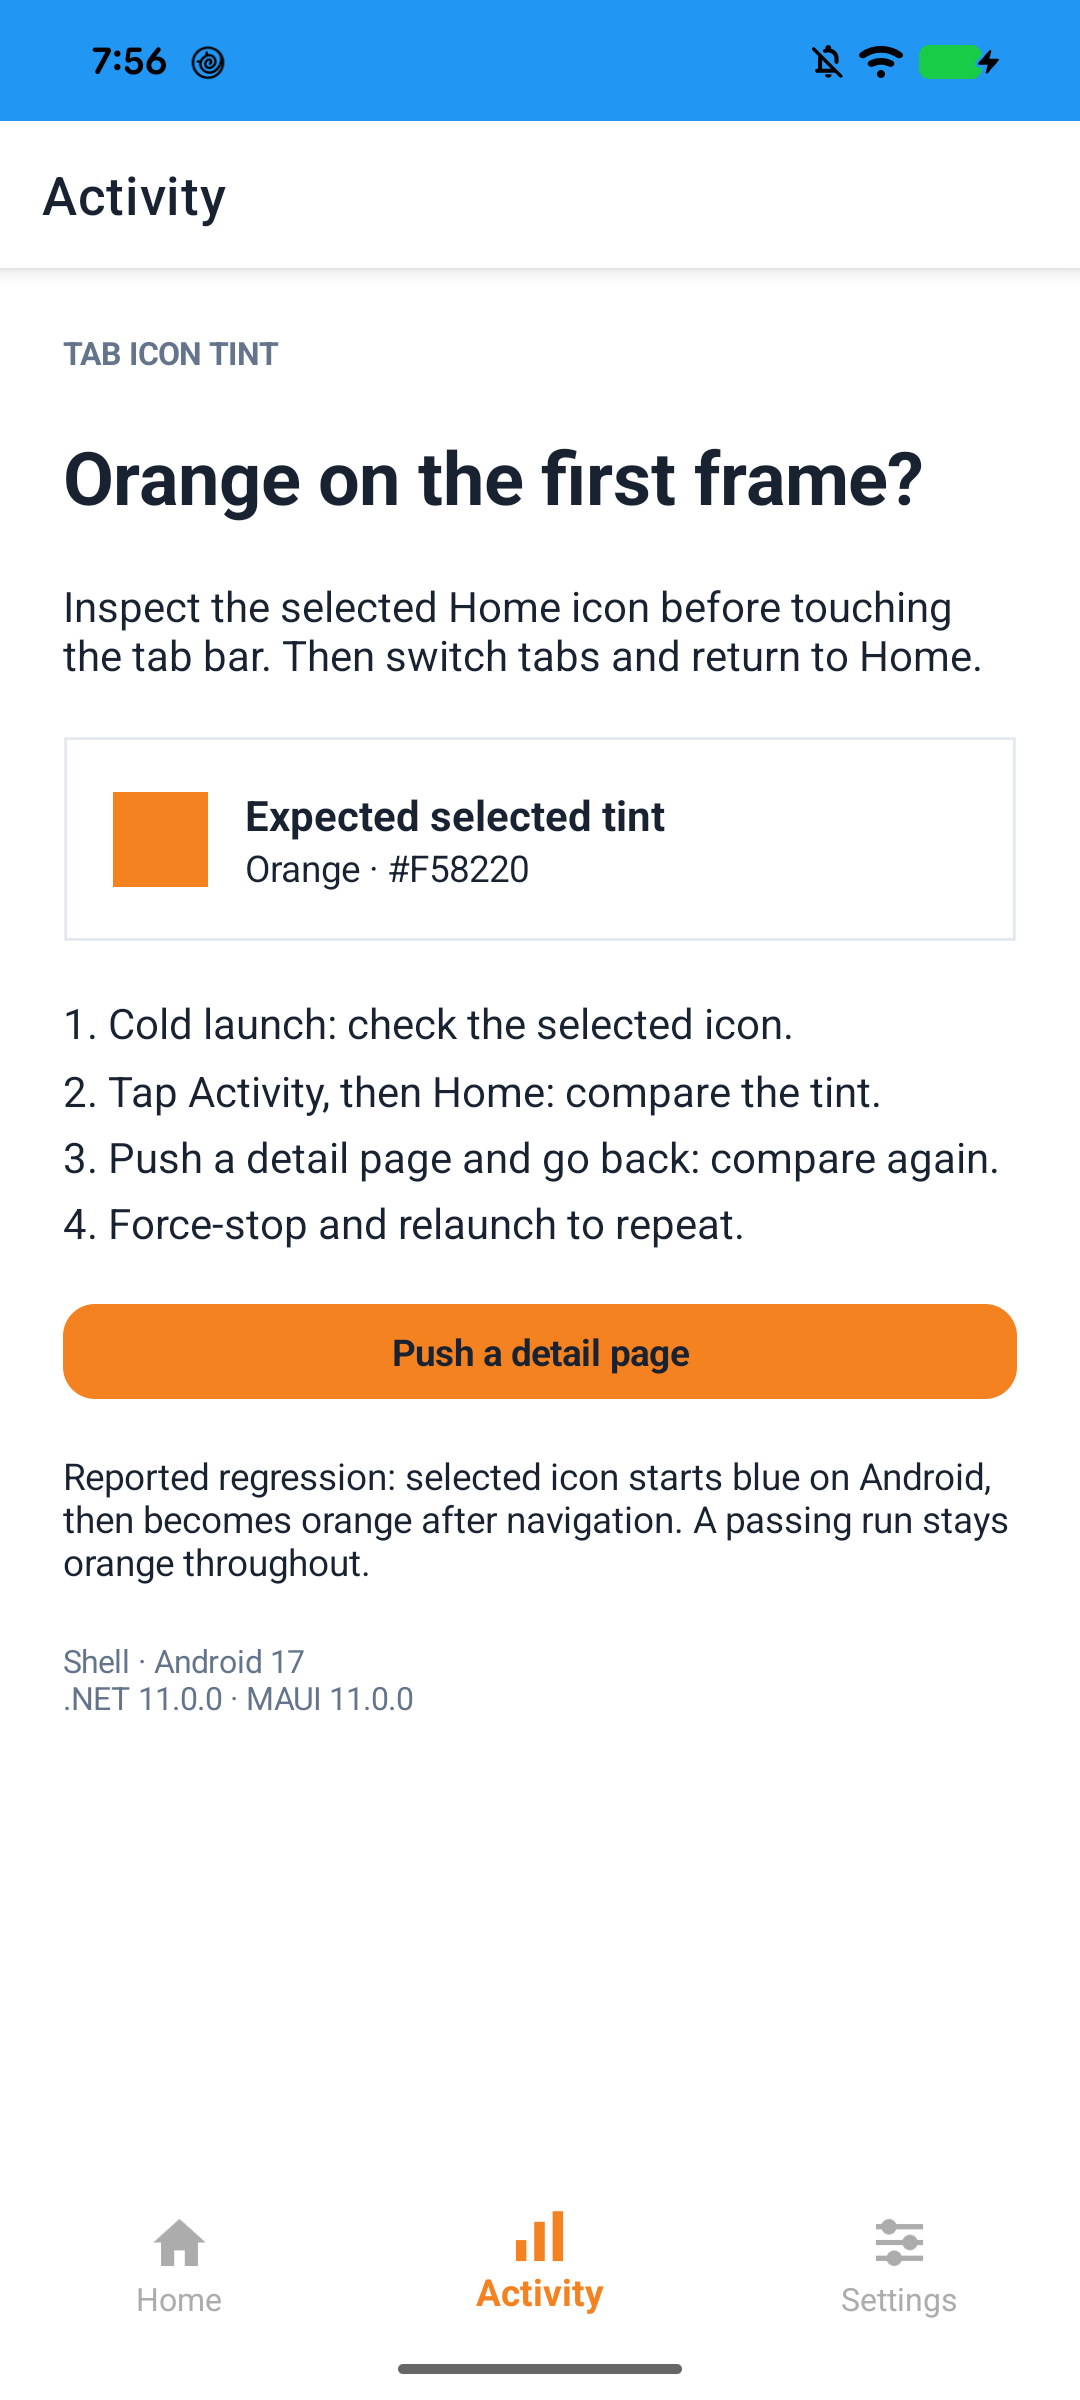 7:56
Activity
TAB ICON TINT
Orange on the first frame?
Inspect the selected Home icon before touching
the tab bar. Then switch tabs and return to Home.
Expected selected tint
Orange · #F58220
1. Cold launch: check the selected icon.
2. Tap Activity, then Home: compare the tint.
3. Push a detail page and go back: compare again.
4. Force-stop and relaunch to repeat.
Push a detail page
Reported regression: selected icon starts blue on Android,
then becomes orange after navigation. A passing run stays
orange throughout.
Shell · Android 17
.NET 11.0.0 · MAUI 11.0.0
Home
Activity
Settings